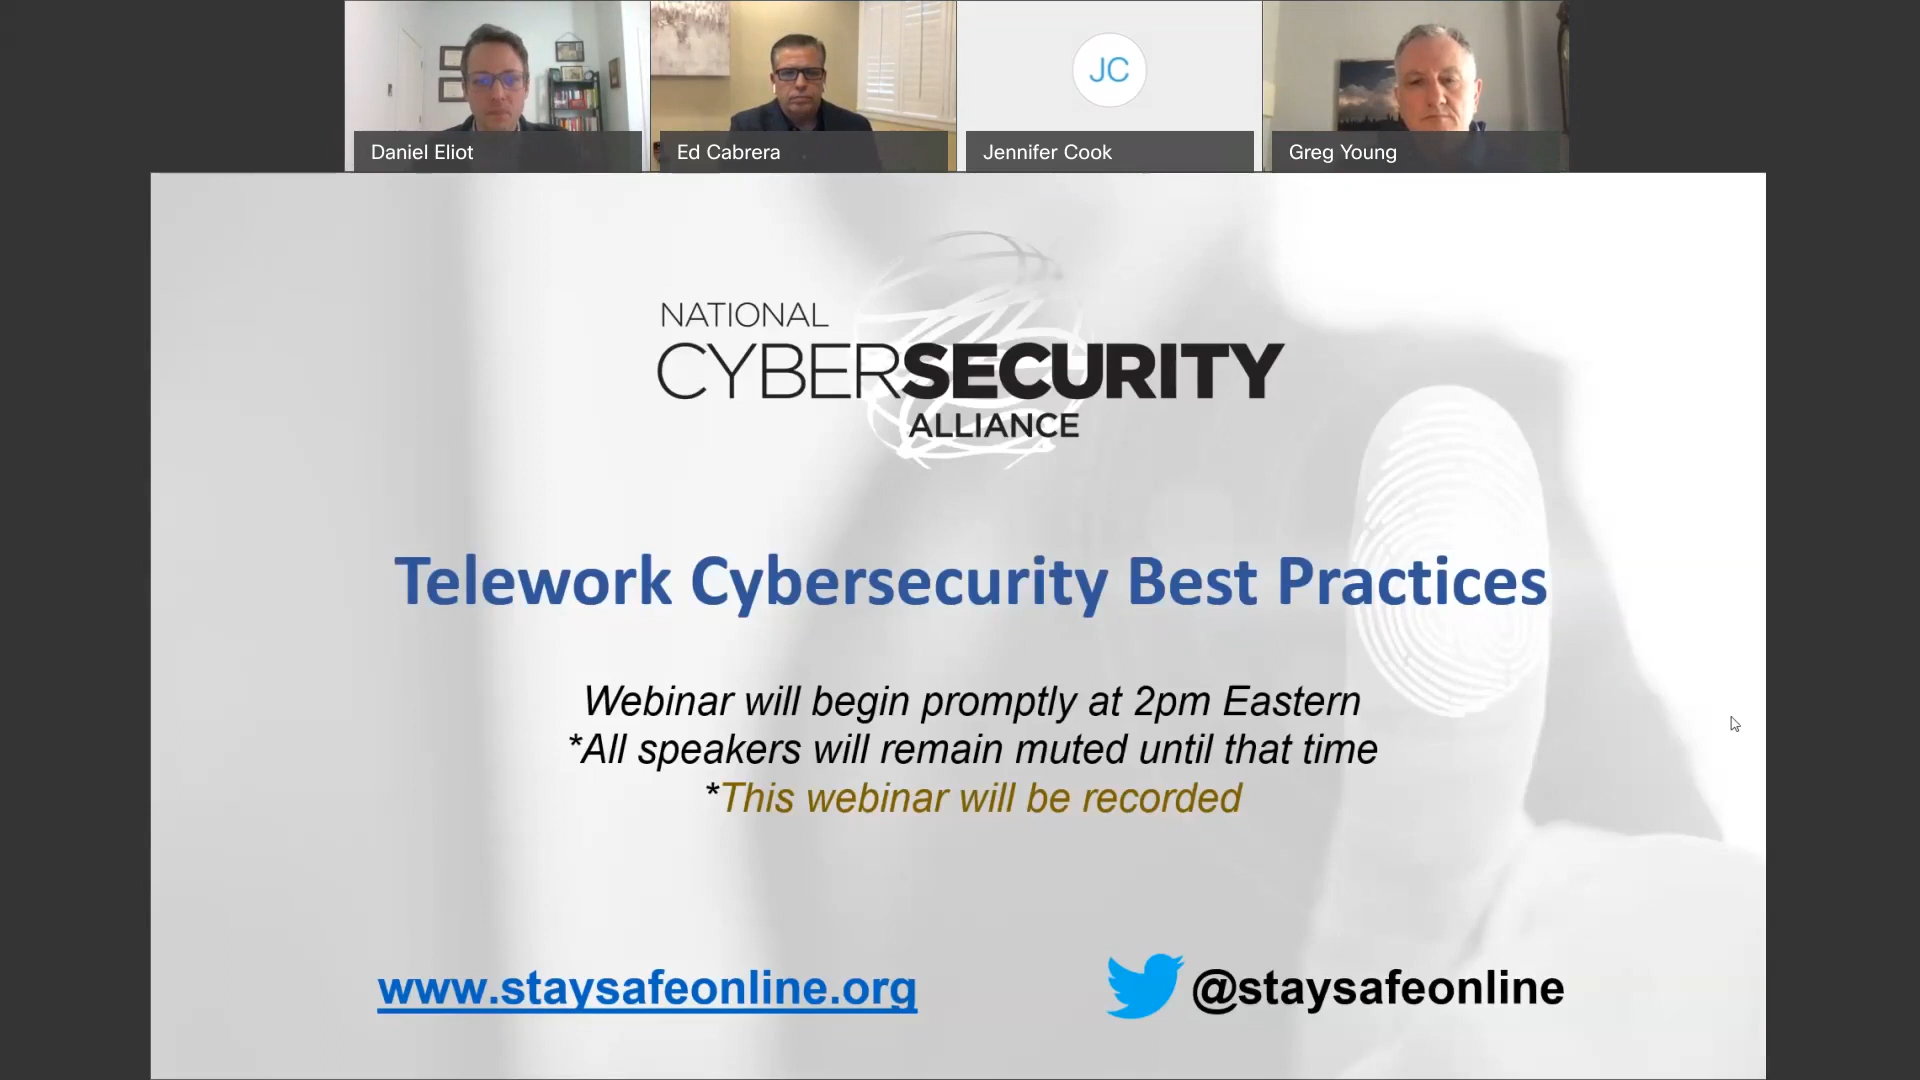 Daniel Eliot
Ed Cabrera
JC
Jennifer Cook
Greg Young
NATIONAL
CYBERSECURITY
ALLIANCE
Telework Cybersecurity Best Practices
Webinar will begin promptly at 2pm Eastern
*All speakers will remain muted until that time
*This webinar will be recorded
www.staysafeonline.org
@staysafeonline